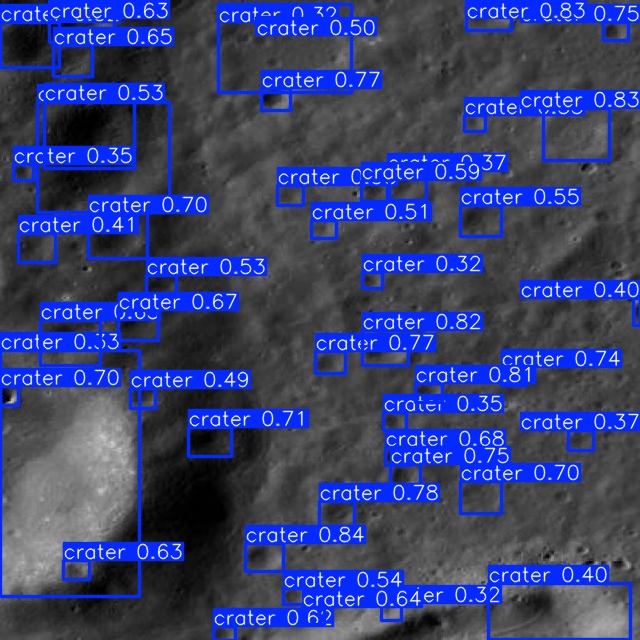 crater 0.63
crater 0.32
crater 0.83
0.75
crater 0.50
crater 0.65
crater 0.77
crater 0.53
crater 0.83
crater 0.35
crater 0.59
crater 0.55
crater 0.70
crater 0.51
crater 0.41
crater 0.53
crater 0.32
crater 0.40
crater 0.67
crater
crater 0.82
crater 0.33
crater 0.77
crater 0.74
crater 0.70
crater 0.49
crater 0.81
crater 0.35
crater 0.71
crater 0.37
crater 0.68
crater 0.75
crater 0.70
crater 0.78
crater 0.84
crater 0.63
crater 0.54
crater 0.40
crater 0.64
er 0.32
crater 0.62